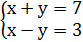 x + y = 7
x − y = 3